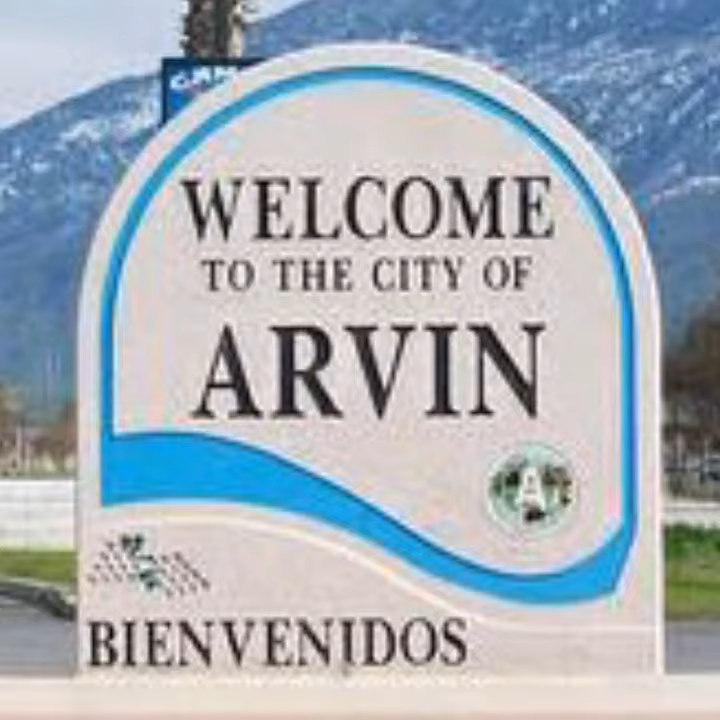 WELCOME
TO THE CITY OF
ARVIN
A
BIENVENIDOS